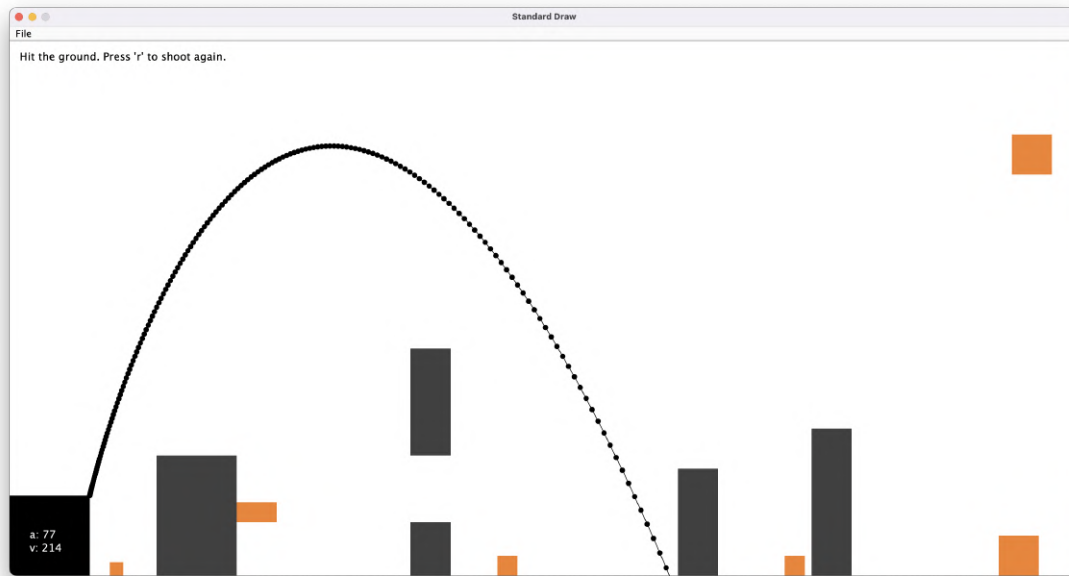 Standard Draw
File
Hit the ground. Press 'r' to shoot again.
a: 77
v: 214